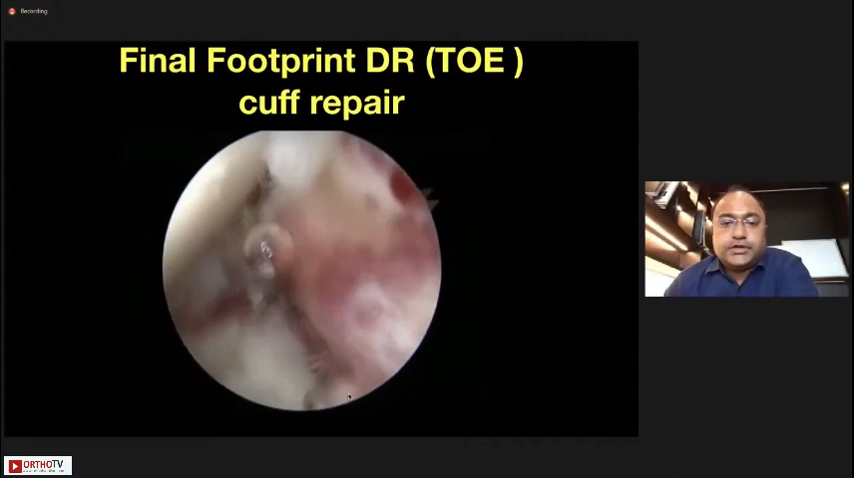 Recording
Final Footprint DR (TOE )
cuff repair
ORTHOTV